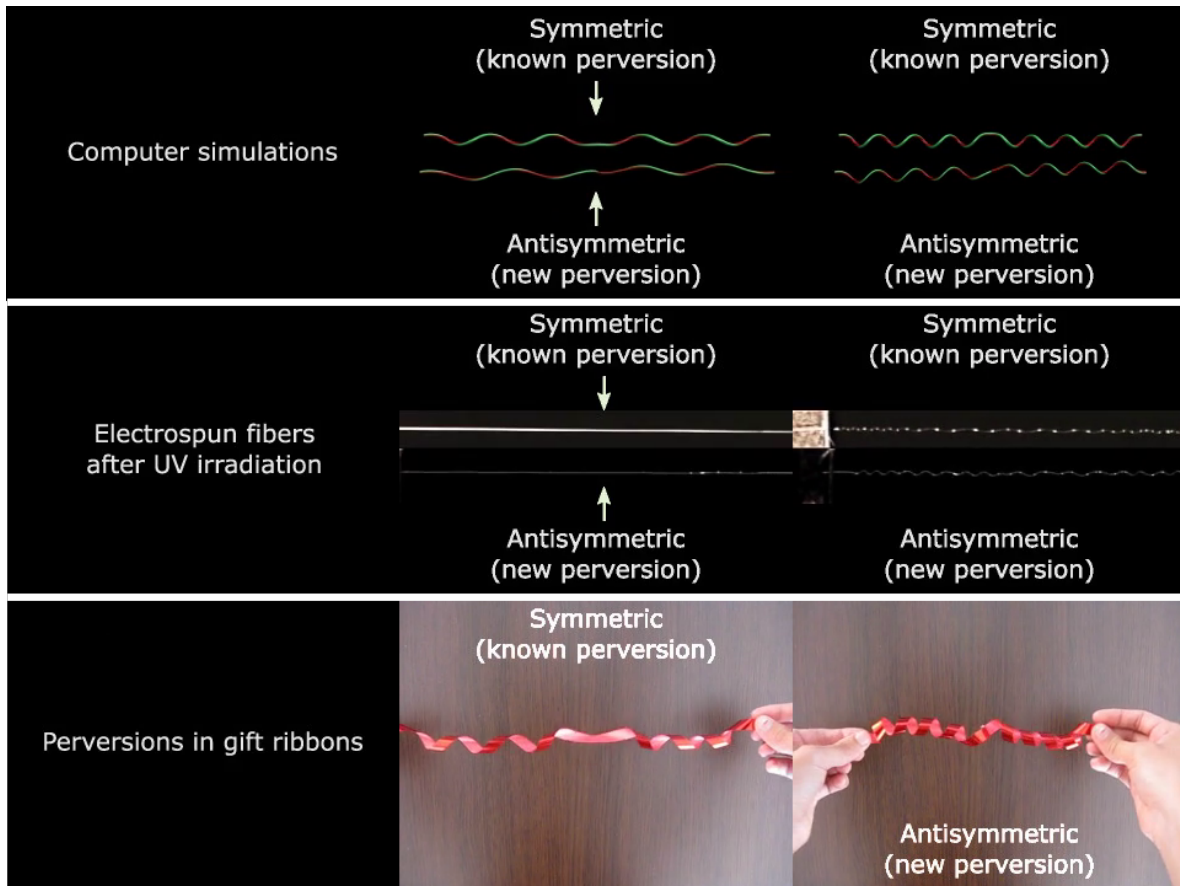 Computer simulations
Symmetric
(known perversion)
Antisymmetric
(new perversion)
Symmetric
(known perversion)
Antisymmetric
(new perversion)
Electrospun fibers
after UV irradiation
Symmetric
(known perversion)
Antisymmetric
(new perversion)
Symmetric
(known perversion)
Antisymmetric
(new perversion)
Perversions in gift ribbons
Symmetric
(known perversion)
Antisymmetric
(new perversion)